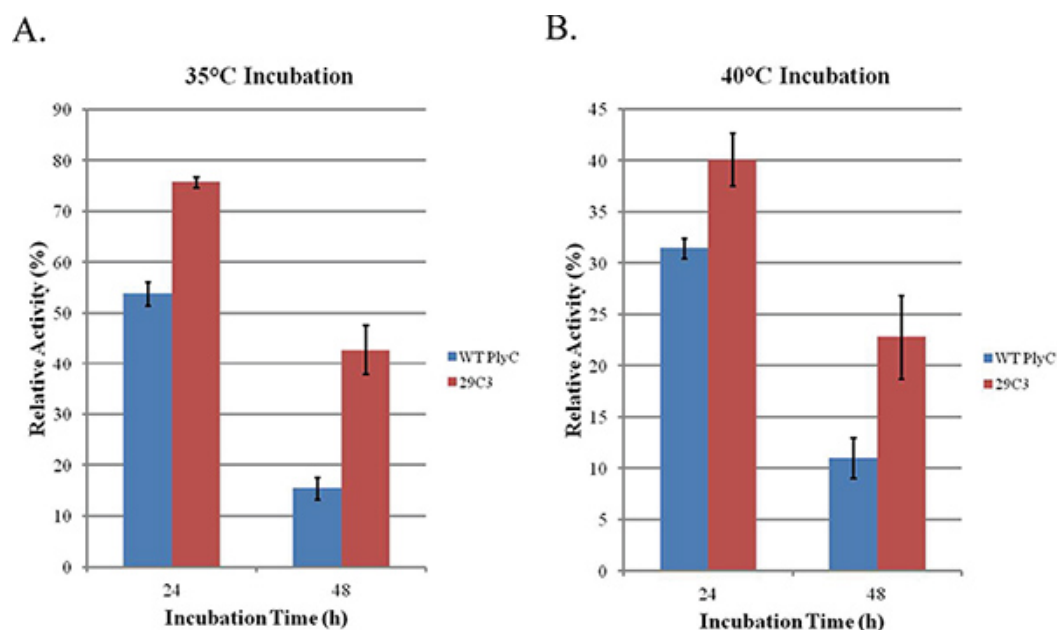 A.
35°C Incubation
90
80
70
60
50
40
30
20
10
0
Relative Activity (%)
24
48
Incubation Time (h)
WT PlyC
29C3
B.
40°C Incubation
45
40
35
30
25
20
15
10
5
0
Relative Activity (%)
24
48
Incubation Time (h)
WT PlyC
29C3